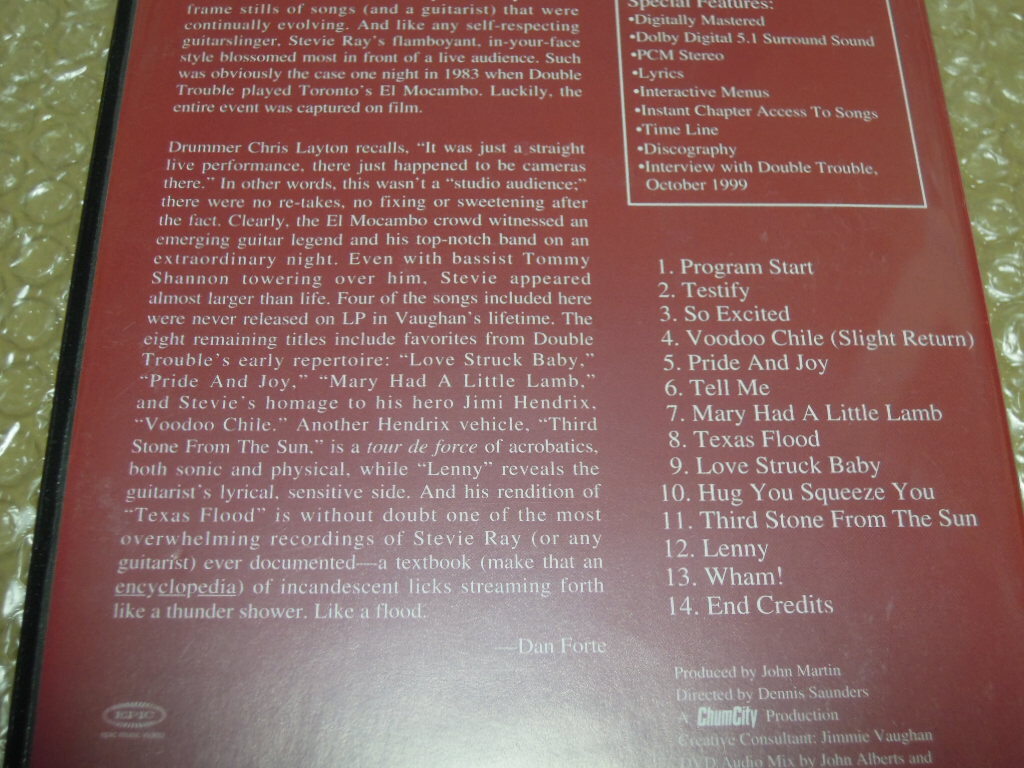 frame stills of songs (and a guitarist) that were
continually evolving. And like any self-respecting
guitarslinger, Stevie Ray's flamboyant, in-your-face
style blossomed most in front of a live audience. Such
was obviously the case one night in 1983 when Double
Trouble played Toronto's El Mocambo. Luckily, the
entire event was captured on film.
Drummer Chris Layton recalls, "It was just a straight
live performance, there just happened to be cameras
there." In other words, this wasn't a "studio audience;"
there were no re-takes, no fixing or sweetening after
the fact. Clearly, the El Mocambo crowd witnessed an
emerging guitar legend and his top-notch band on an
extraordinary night. Even with bassist Tommy
Shannon towering over him, Stevie appeared
almost larger than life. Four of the songs included here
were never released on LP in Vaughan's lifetime. The
eight remaining titles include favorites from Double
Trouble's early repertoire: "Love Struck Baby,"
"Pride And Joy," "Mary Had A Little Lamb,"
and Stevie's homage to his hero Jimi Hendrix,
"Voodoo Chile." Another Hendrix vehicle, "Third
Stone From The Sun," is a tour de force of acrobatics,
both sonic and physical, while "Lenny" reveals the
guitarist's lyrical, sensitive side. And his rendition of
"Texas Flood" is without doubt one of the most
overwhelming recordings of Stevie Ray (or any
guitarist) ever documented—a textbook (make that an
encyclopedia) of incandescent licks streaming forth
like a thunder shower. Like a flood.
—Dan Forte
EPIC
epic music video
Special Features:
•Digitally Mastered
•Dolby Digital 5.1 Surround Sound
•PCM Stereo
•Lyrics
•Interactive Menus
•Instant Chapter Access To Songs
•Time Line
•Discography
•Interview with Double Trouble,
October 1999
1. Program Start
2. Testify
3. So Excited
4. Voodoo Chile (Slight Return)
5. Pride And Joy
6. Tell Me
7. Mary Had A Little Lamb
8. Texas Flood
9. Love Struck Baby
10. Hug You Squeeze You
11. Third Stone From The Sun
12. Lenny
13. Wham!
14. End Credits
Produced by John Martin
Directed by Dennis Saunders
A ChumCity Production
Creative Consultant: Jimmie Vaughan
DVD Audio Mix by John Alberts and